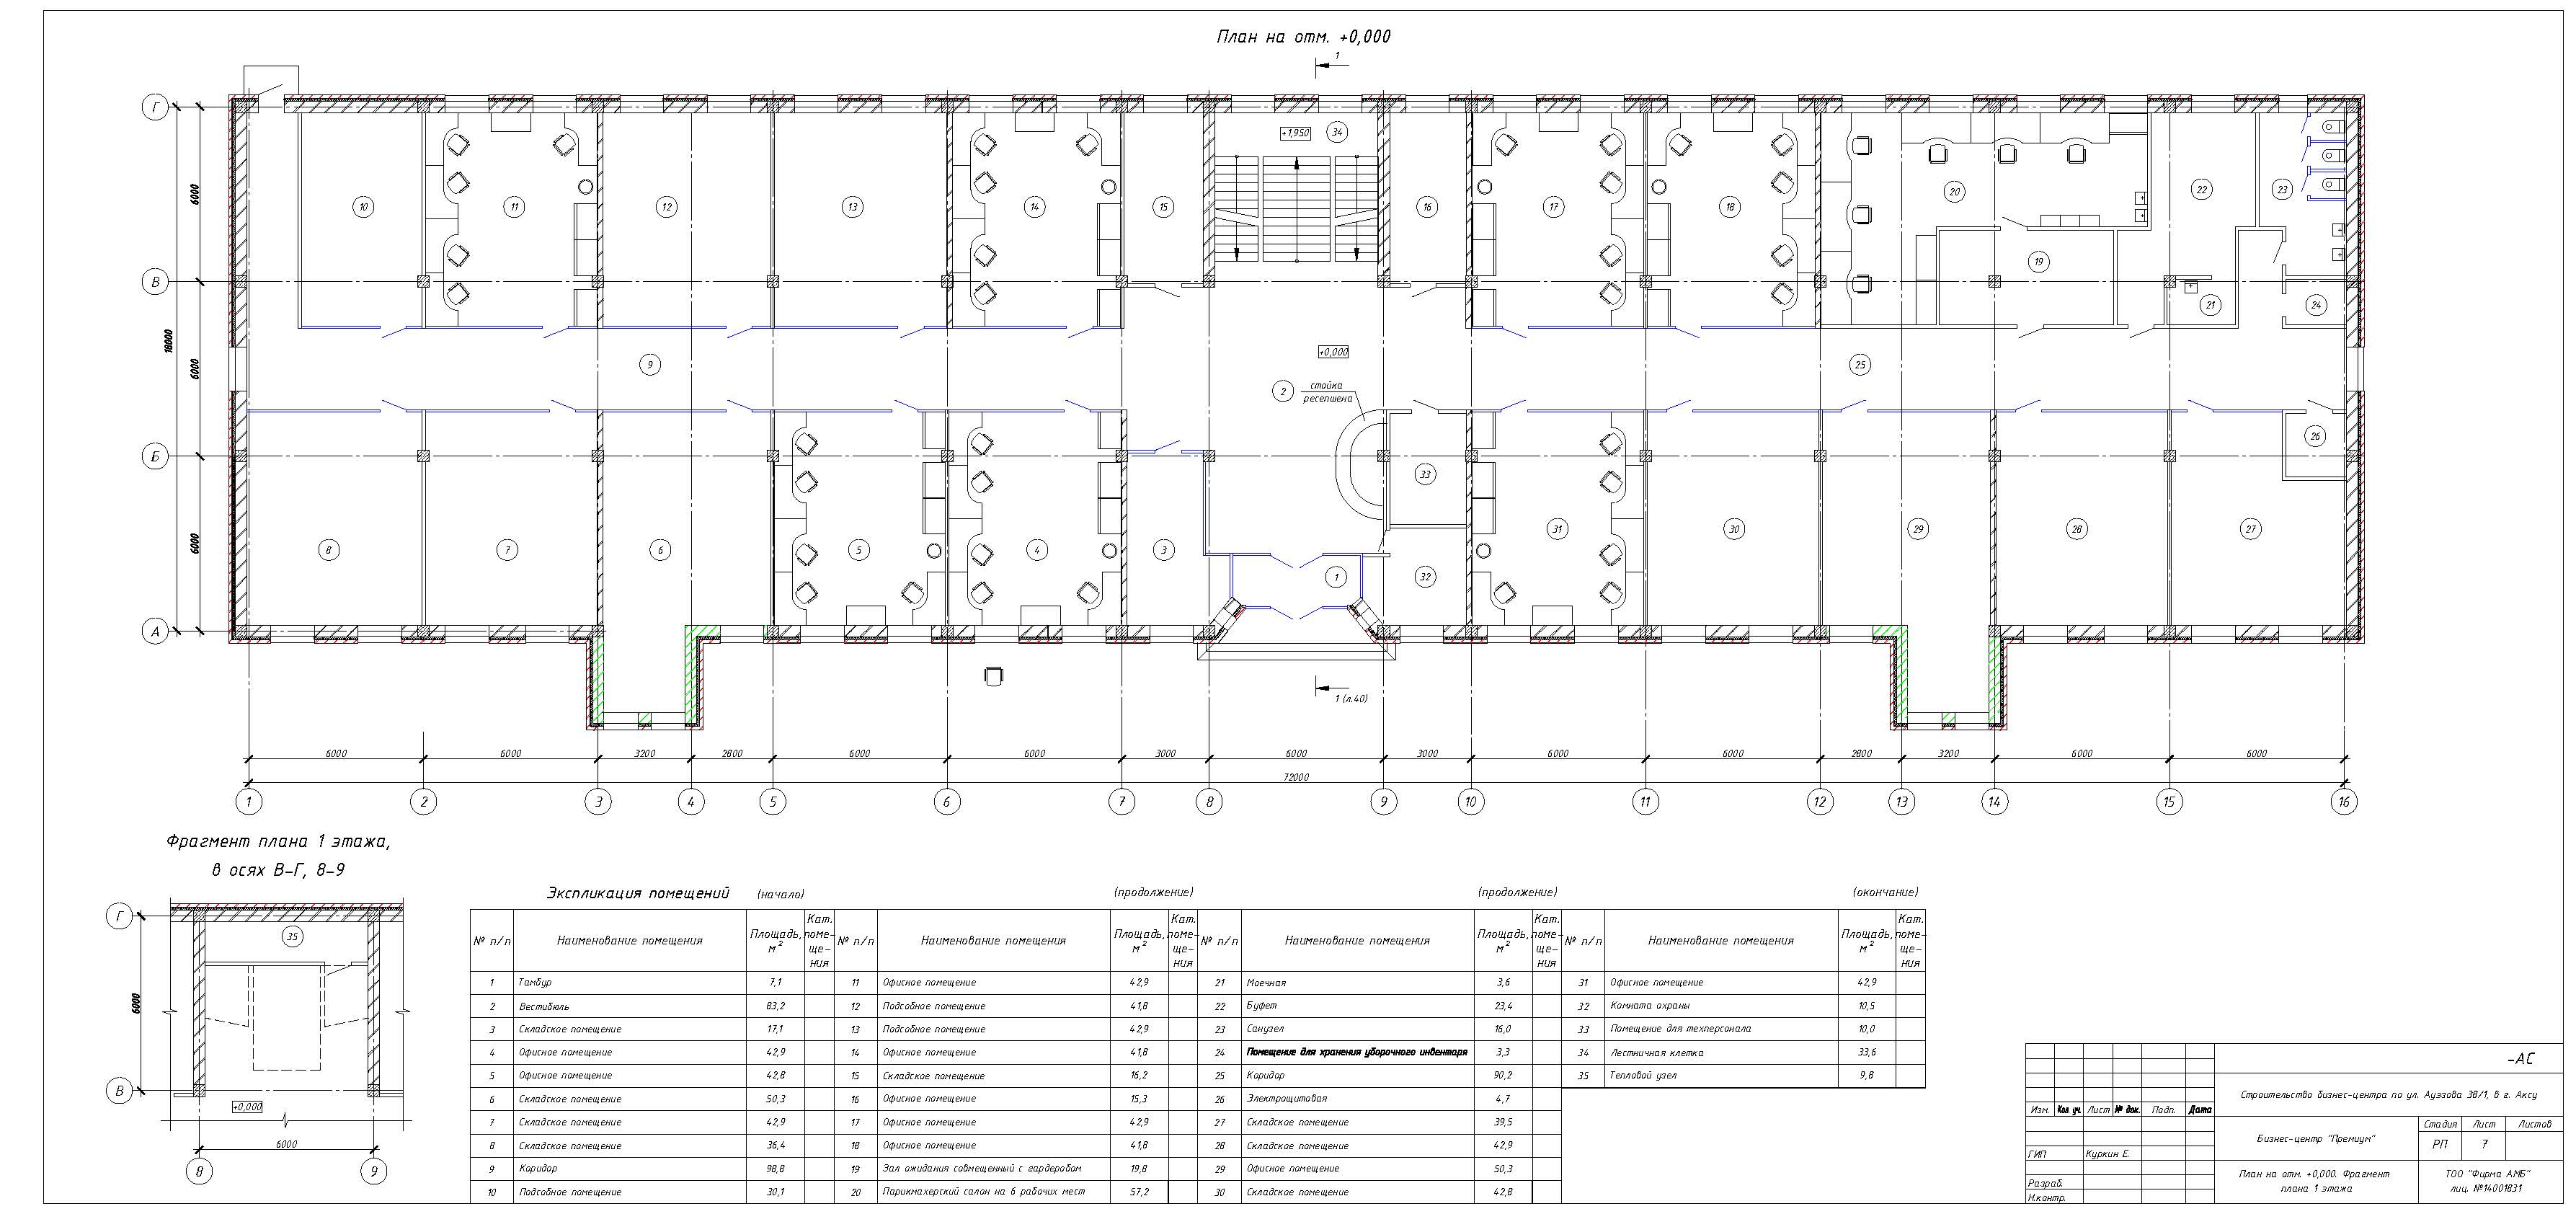 План на отм. +0,000
1
Г
В
Б
А
6000
6000
6000
18000
10
11
12
13
14
15
+1,950
34
16
17
18
20
22
23
19
21
24
9
+0,000
2
стойка
ресепшена
25
26
33
8
7
6
5
4
3
1
32
31
30
29
28
27
1 (л.40)
6000 6000 3200 2800 6000 6000 3000 6000 3000 6000 6000 2800 3200 6000 6000
72000
1 2 3 4 5 6 7 8 9 10 11 12 13 14 15 16
Фрагмент плана 1 этажа,
в осях В-Г, 8-9
Г
35
6000
В
+0,000
6000
8 9
Экспликация помещений (начало) (продолжение) (продолжение) (окончание)
№ п/п Наименование помещения Площадь, м² Кат. поме-ще-ния № п/п Наименование помещения Площадь, м² Кат. поме-ще-ния № п/п Наименование помещения Площадь, м² Кат. поме-ще-ния № п/п Наименование помещения Площадь, м² Кат. поме-ще-ния
1 Тамбур 7,1 11 Офисное помещение 42,9 21 Моечная 3,6 31 Офисное помещение 42,9
2 Вестибюль 83,2 12 Подсобное помещение 41,8 22 Буфет 23,4 32 Комната охраны 10,5
3 Складское помещение 17,1 13 Подсобное помещение 42,9 23 Санузел 16,0 33 Помещение для техперсонала 10,0
4 Офисное помещение 42,9 14 Офисное помещение 41,8 24 Помещение для хранения уборочного инвентаря 3,3 34 Лестничная клетка 33,6
5 Офисное помещение 42,8 15 Складское помещение 16,2 25 Коридор 90,2 35 Тепловой узел 9,8
6 Складское помещение 50,3 16 Офисное помещение 15,3 26 Электрощитовая 4,7
7 Складское помещение 42,9 17 Офисное помещение 42,9 27 Складское помещение 39,5
8 Складское помещение 36,4 18 Офисное помещение 41,8 28 Складское помещение 42,9
9 Коридор 98,8 19 Зал ожидания совмещенный с гардеробом 19,8 29 Офисное помещение 50,3
10 Подсобное помещение 30,1 20 Парикмахерский салон на 6 рабочих мест 57,2 30 Складское помещение 42,8
-АС
Строительство бизнес-центра по ул. Ауэзова 38/1, в г. Аксу
Изм. Кол. уч. Лист № док. Подп. Дата
Бизнес-центр "Премиум"
Стадия Лист Листов
РП 7
ГИП Куркин Е.
План на отм. +0,000. Фрагмент
плана 1 этажа
ТОО "Фирма АМБ"
лиц. №14001831
Разраб.
Н.контр.